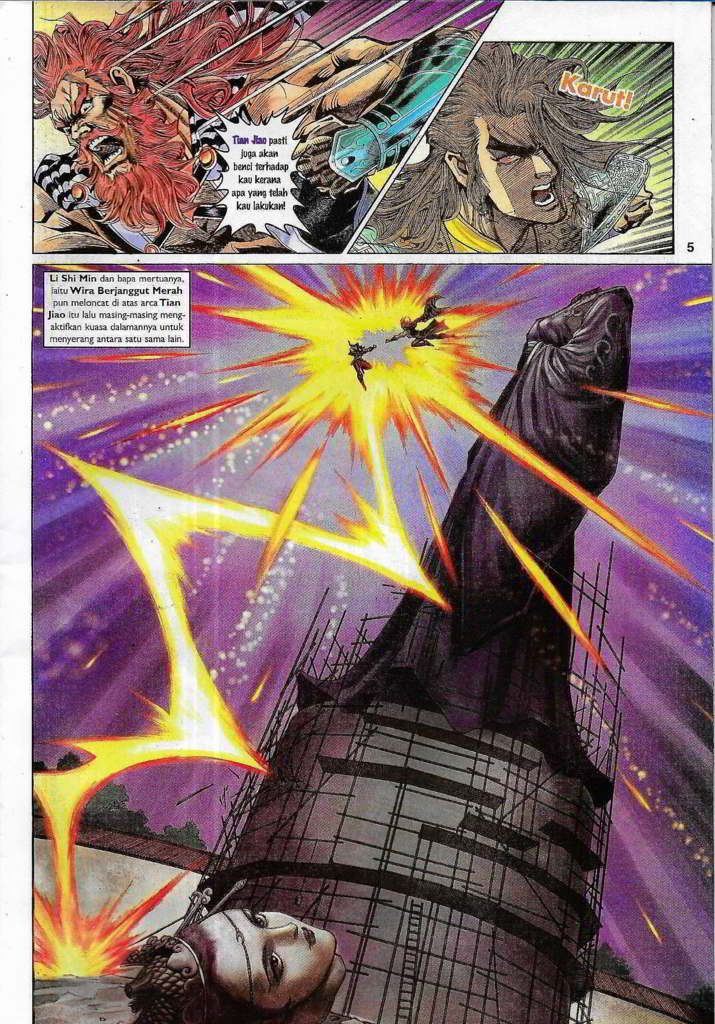 Tian Jiao pasti
juga akan
benci terhadap
kau kerana
apa yang telah
kau lakukan!
Karut!
5
Li Shi Min dan bapa mertuanya,
iaitu Wira Berjanggut Merah
pun meloncat di atas arca Tian
Jiao itu lalu masing-masing meng-
aktifkan kuasa dalamannya untuk
menyerang antara satu sama lain.